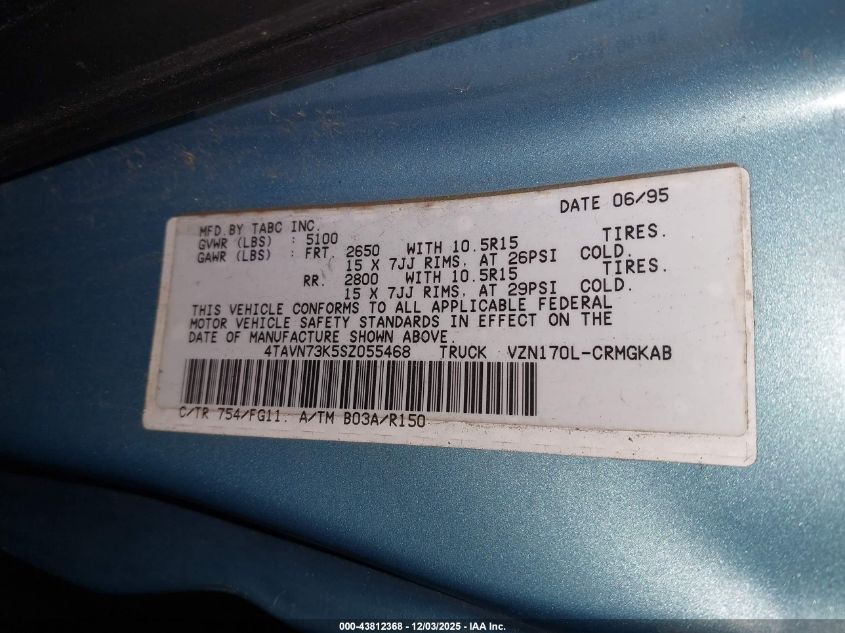 DATE 06/95
MFD.BY TABC INC.
GVWR (LBS) : 5100
GAWR (LBS) : FRT. 2650 WITH 10.5R15 TIRES.
15 X 7JJ RIMS, AT 26PSI COLD.
RR. 2800 WITH 10.5R15 TIRES.
15 X 7JJ RIMS, AT 29PSI COLD.
THIS VEHICLE CONFORMS TO ALL APPLICABLE FEDERAL
MOTOR VEHICLE SAFETY STANDARDS IN EFFECT ON THE
DATE OF MANUFACTURE SHOWN ABOVE.
4TAVN73K5SZ055468 TRUCK VZN170L-CRMGKAB
C/TR 754/FG11. A/TM B03A/R150
000-43812368 - 12/03/2025 - IAA Inc.